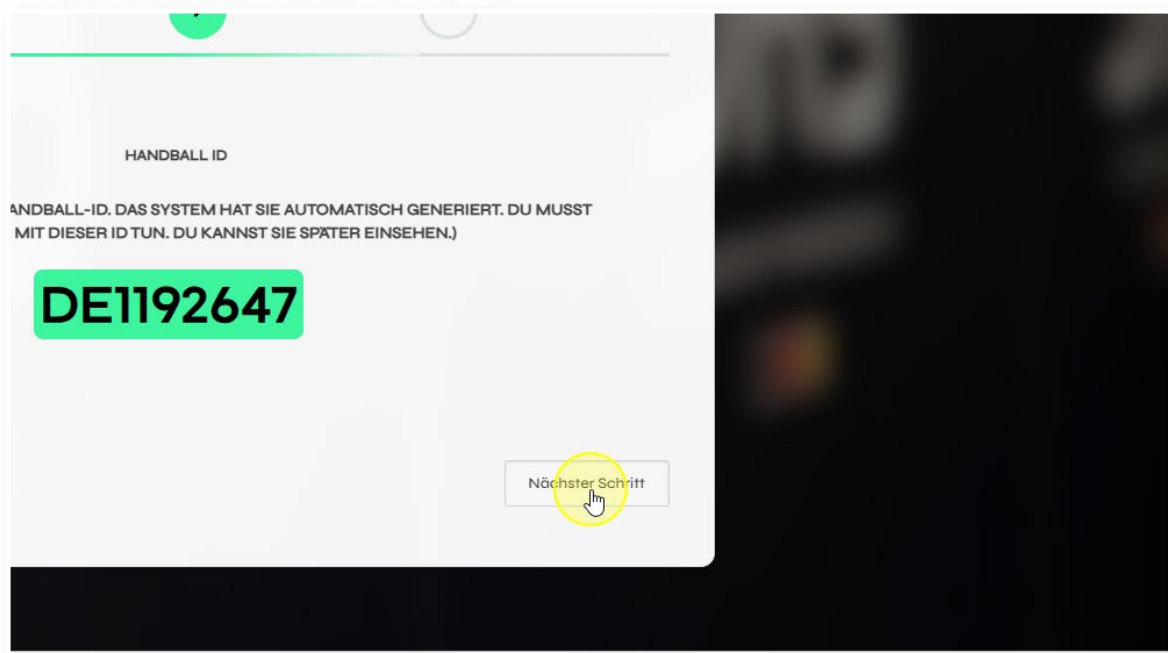 HANDBALL ID
ANDBALL-ID. DAS SYSTEM HAT SIE AUTOMATISCH GENERIERT. DU MUSST
MIT DIESER ID TUN. DU KANNST SIE SPÄTER EINSEHEN.)
DE1192647
Nächster Schritt